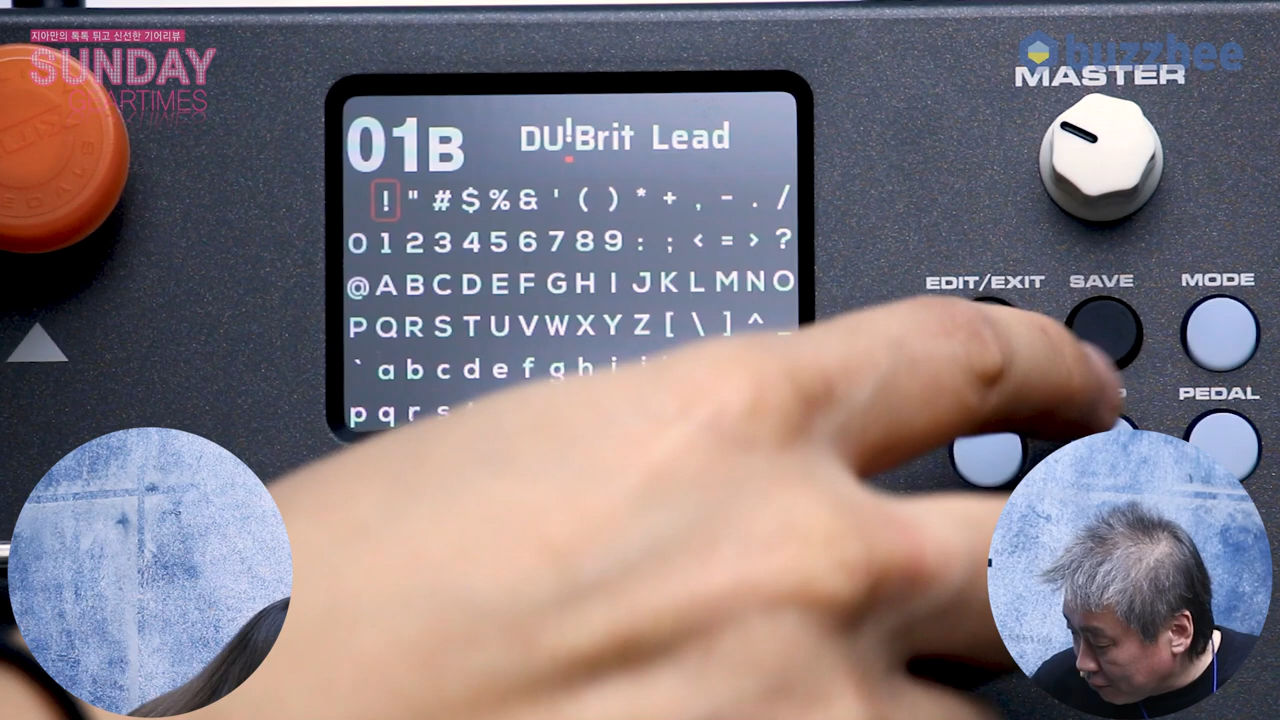 지아만의 톡톡 튀고 신선한 기어리뷰
SUNDAY
GEARTIMES
buzzbee
MASTER
01B DU!Brit Lead
! " # $ % & ' ( ) * + , - . /
0 1 2 3 4 5 6 7 8 9 : ; < = > ?
@ A B C D E F G H I J K L M N O
P Q R S T U V W X Y Z [ \ ] ^ _
` a b c d e f g h i
p q r s
EDIT/EXIT SAVE MODE
PEDAL